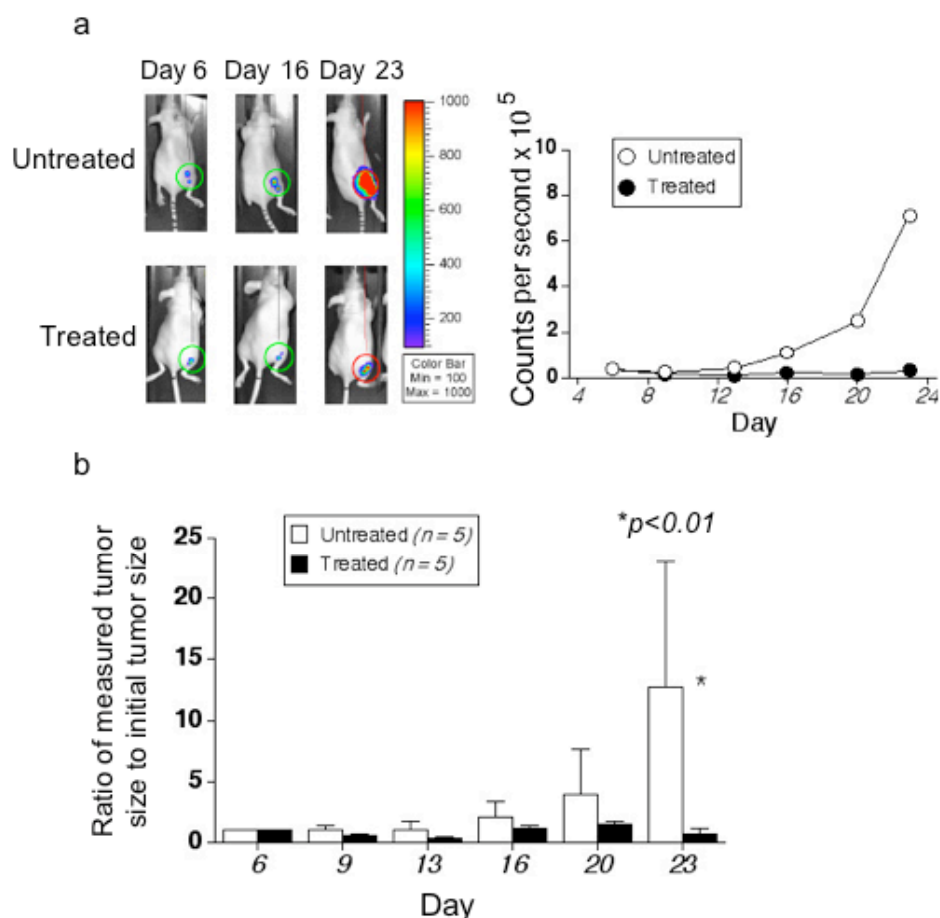 a
Day 6 Day 16 Day 23
Untreated
Treated
1000
800
600
400
200
Color Bar
Min = 100
Max = 1000
Counts per second x 10 5
8
6
4
2
0
Untreated
Treated
4 8 12 16 20 24
Day
b
Ratio of measured tumor
size to initial tumor size
25
20
15
10
5
0
Untreated (n = 5)
Treated (n = 5)
*p<0.01
*
6 9 13 16 20 23
Day